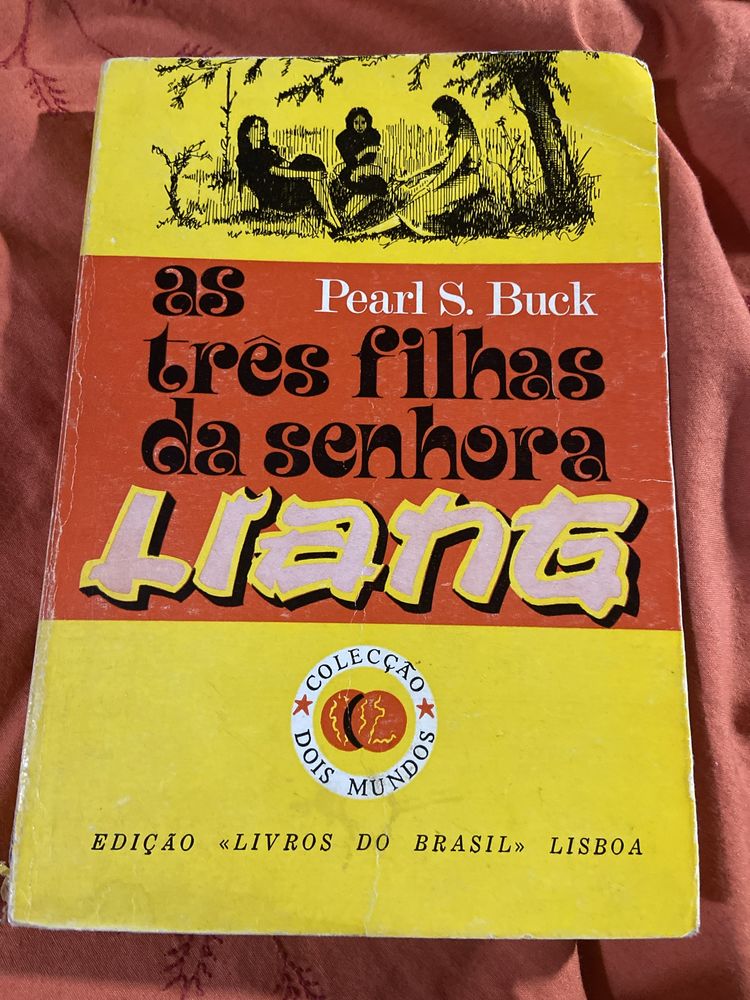 as
Pearl S. Buck
três filhas
da senhora
LIANG
COLECÇÃO
DOIS MUNDOS
EDIÇÃO «LIVROS DO BRASIL» LISBOA